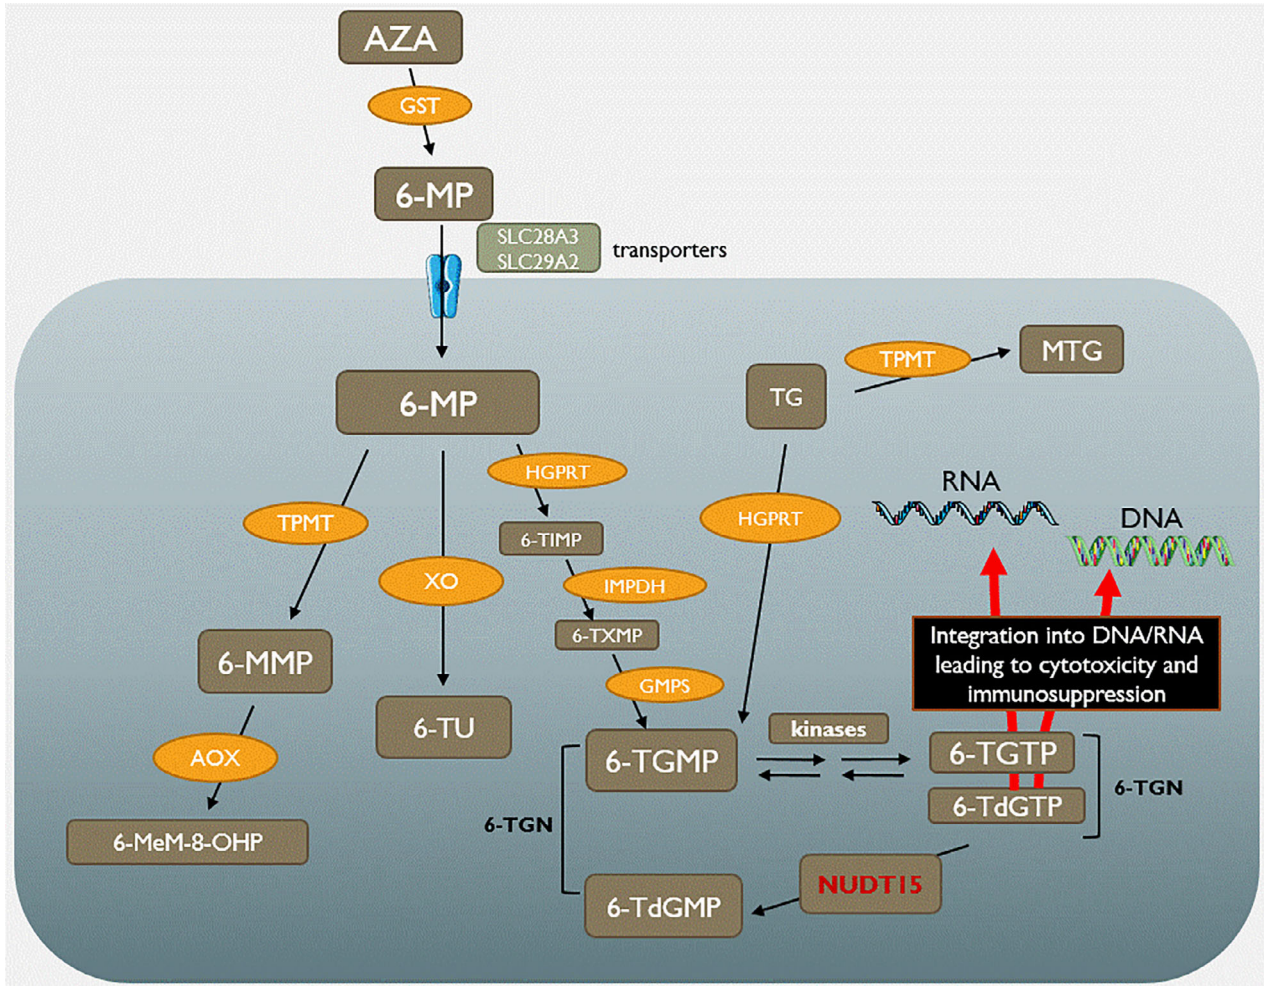 AZA
GST
6-MP
SLC28A3
SLC29A2
transporters
6-MP
TG
TPMT
MTG
HGPRT
TPMT
XO
6-TIMP
IMPDH
6-TXMP
GMPS
HGPRT
RNA
DNA
Integration into DNA/RNA
leading to cytotoxicity and
immunosuppression
6-MMP
6-TU
AOX
6-MeM-8-OHP
6-TGMP
kinases
6-TGTP
6-TdGTP
6-TGN
6-TGN
NUDT15
6-TdGMP